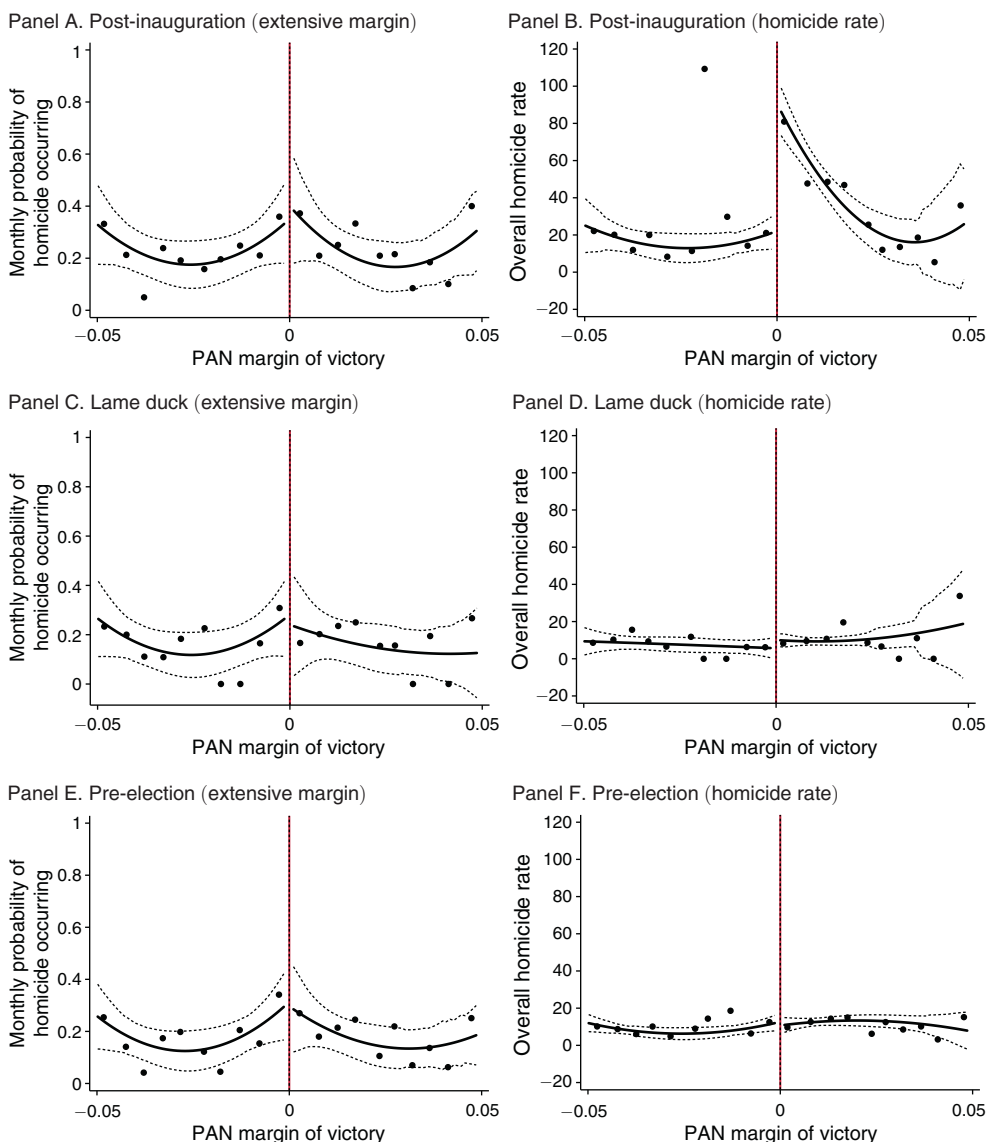 Panel A. Post-inauguration (extensive margin)
Monthly probability of
homicide occurring
1
0.8
0.6
0.4
0.2
0
−0.05
0
0.05
PAN margin of victory
Panel B. Post-inauguration (homicide rate)
Overall homicide rate
120
100
80
60
40
20
0
−20
−0.05
0
0.05
PAN margin of victory
Panel C. Lame duck (extensive margin)
Monthly probability of
homicide occurring
1
0.8
0.6
0.4
0.2
0
−0.05
0
0.05
PAN margin of victory
Panel D. Lame duck (homicide rate)
Overall homicide rate
120
100
80
60
40
20
0
−20
−0.05
0
0.05
PAN margin of victory
Panel E. Pre-election (extensive margin)
Monthly probability of
homicide occurring
1
0.8
0.6
0.4
0.2
0
−0.05
0
0.05
PAN margin of victory
Panel F. Pre-election (homicide rate)
Overall homicide rate
120
100
80
60
40
20
0
−20
−0.05
0
0.05
PAN margin of victory